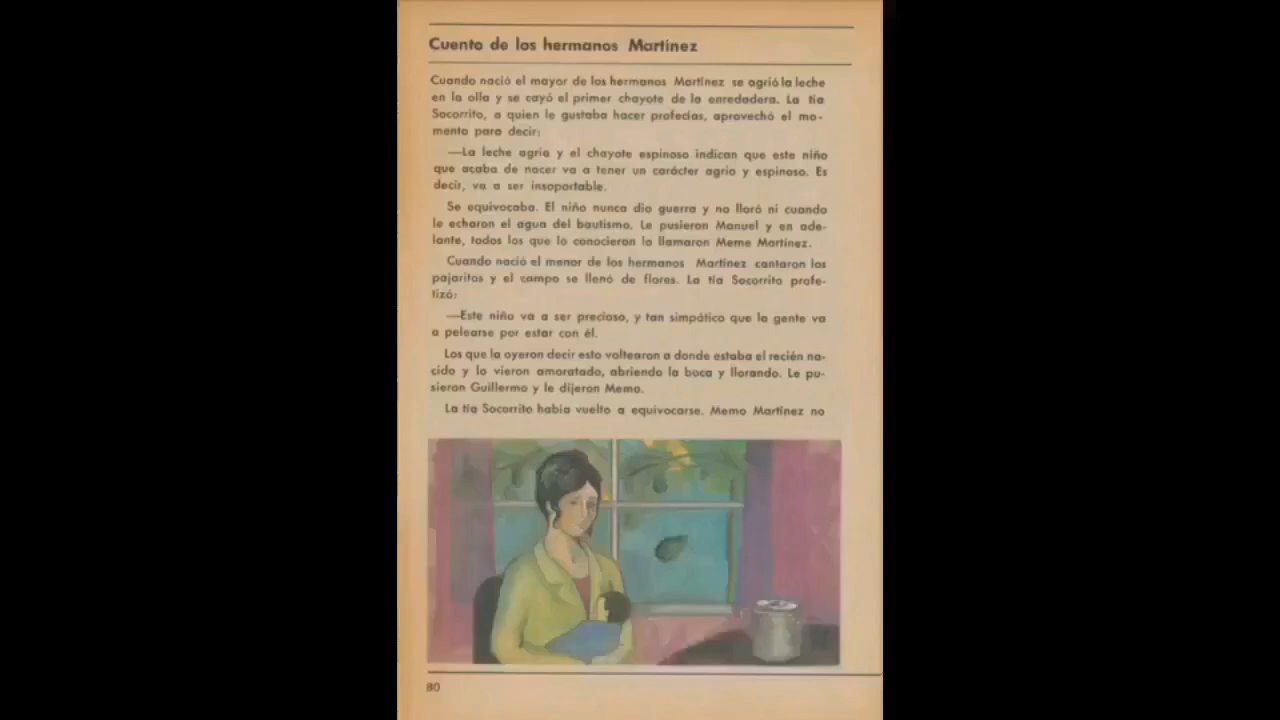 Cuento de los hermanos Martínez
Cuando nació el mayor de los hermanos Martínez se agrió la leche
en la olla y se cayó el primer chayote de la enredadera. La tía
Socorrito, a quien le gustaba hacer profecías, aprovechó el mo-
mento para decir:
—La leche agria y el chayote espinoso indican que este niño
que acaba de nacer va a tener un carácter agrio y espinoso. Es
decir, va a ser insoportable.
Se equivocaba. El niño nunca dio guerra y no lloró ni cuando
le echaron el agua del bautismo. Le pusieron Manuel y en ade-
lante, todos los que lo conocieron lo llamaron Meme Martínez.
Cuando nació el menor de los hermanos Martínez cantaron los
pajaritos y el campo se llenó de flores. La tía Socorrito profe-
tizó:
—Este niño va a ser precioso, y tan simpático que la gente va
a pelearse por estar con él.
Los que la oyeron decir esto voltearon a donde estaba el recién na-
cido y lo vieron amoratado, abriendo la boca y llorando. Le pu-
sieron Guillermo y le dijeron Memo.
La tía Socorrito había vuelto a equivocarse. Memo Martínez no
80